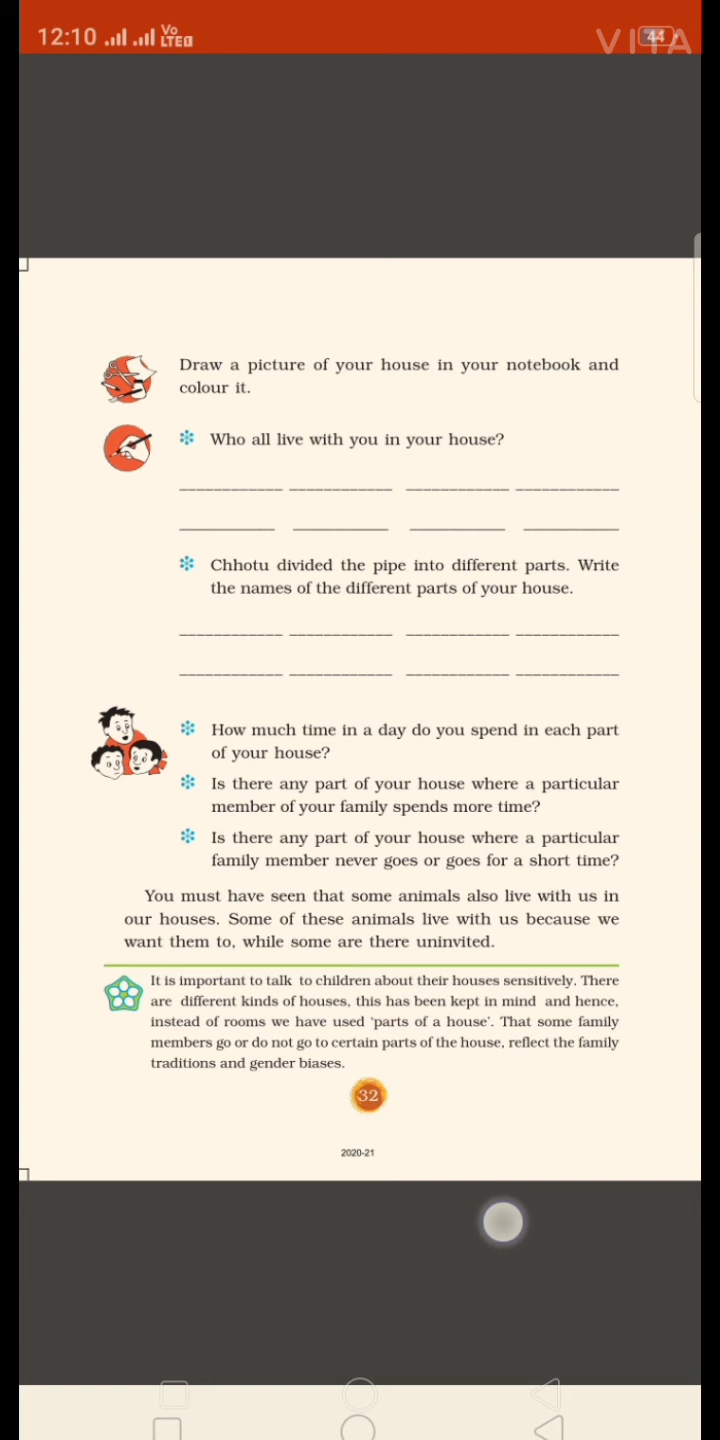 12:10 Vo LTE 44
VITA
Draw a picture of your house in your notebook and
colour it.
Who all live with you in your house?
Chhotu divided the pipe into different parts. Write
the names of the different parts of your house.
How much time in a day do you spend in each part
of your house?
Is there any part of your house where a particular
member of your family spends more time?
Is there any part of your house where a particular
family member never goes or goes for a short time?
You must have seen that some animals also live with us in
our houses. Some of these animals live with us because we
want them to, while some are there uninvited.
It is important to talk to children about their houses sensitively. There
are different kinds of houses, this has been kept in mind and hence,
instead of rooms we have used ‘parts of a house’. That some family
members go or do not go to certain parts of the house, reflect the family
traditions and gender biases.
32
2020-21